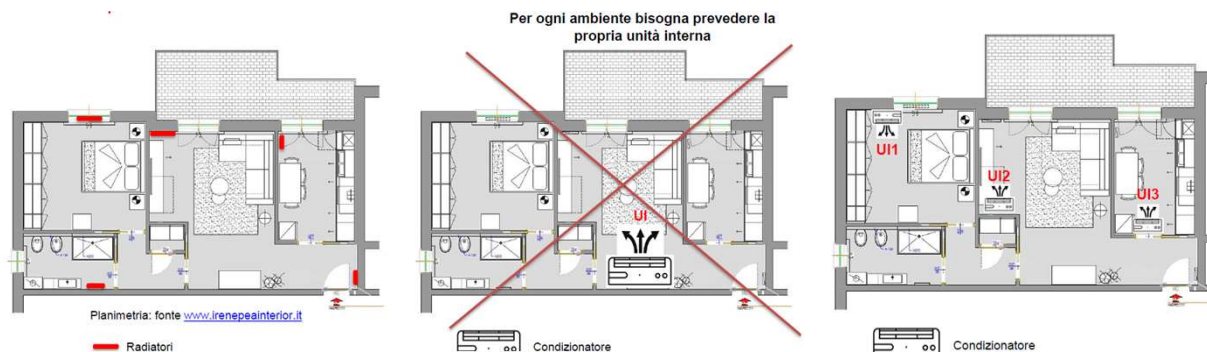 Per ogni ambiente bisogna prevedere la
propria unità interna
UI
UI1
UI2
UI3
Planimetria: fonte www.irenepeainterior.it
Radiatori
Condizionatore
Condizionatore